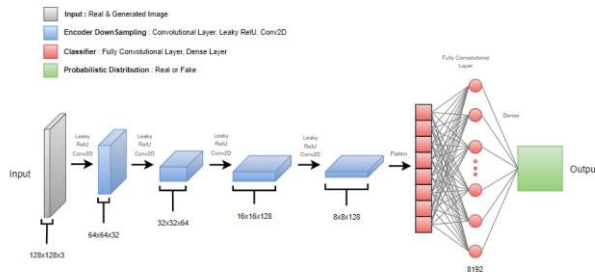 Input : Real & Generated Image
Encoder DownSampling : Convolutional Layer, Leaky RelU, Conv2D
Classifier : Fully Convolutional Layer, Dense Layer
Probabilistic Distribution : Real or Fake
Fully Convolutional
Layer
Dense
Leaky
RelU
Conv2D
Leaky
RelU
Conv2D
Leaky
RelU
Conv2D
Leaky
RelU
Conv2D
Flatten
Input
Output
128x128x3
64x64x32
32x32x64
16x16x128
8x8x128
8192